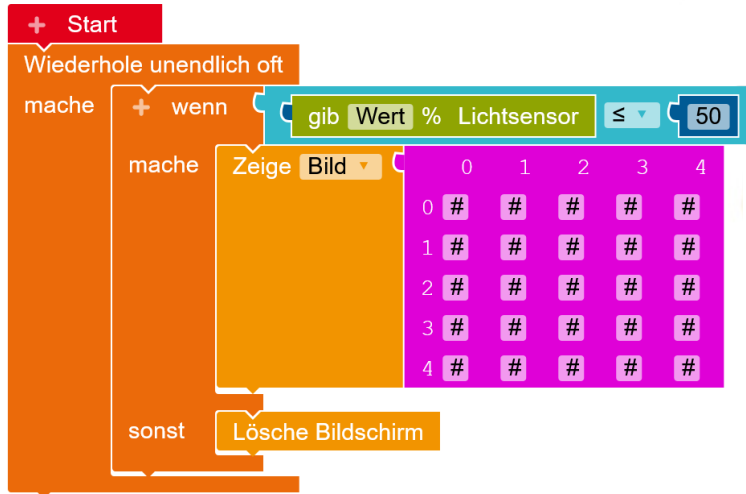 + Start
Wiederhole unendlich oft
mache + wenn gib Wert % Lichtsensor ≤ 50
mache Zeige Bild 0 1 2 3 4
0 # # # # #
1 # # # # #
2 # # # # #
3 # # # # #
4 # # # # #
sonst Lösche Bildschirm